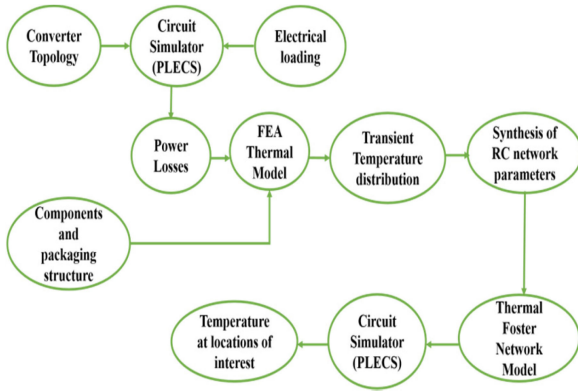 Converter
Topology
Circuit
Simulator
(PLECS)
Electrical
loading
Power
Losses
FEA
Thermal
Model
Transient
Temperature
distribution
Synthesis of
RC network
parameters
Components
and
packaging
structure
Temperature
at locations of
interest
Circuit
Simulator
(PLECS)
Thermal
Foster
Network
Model